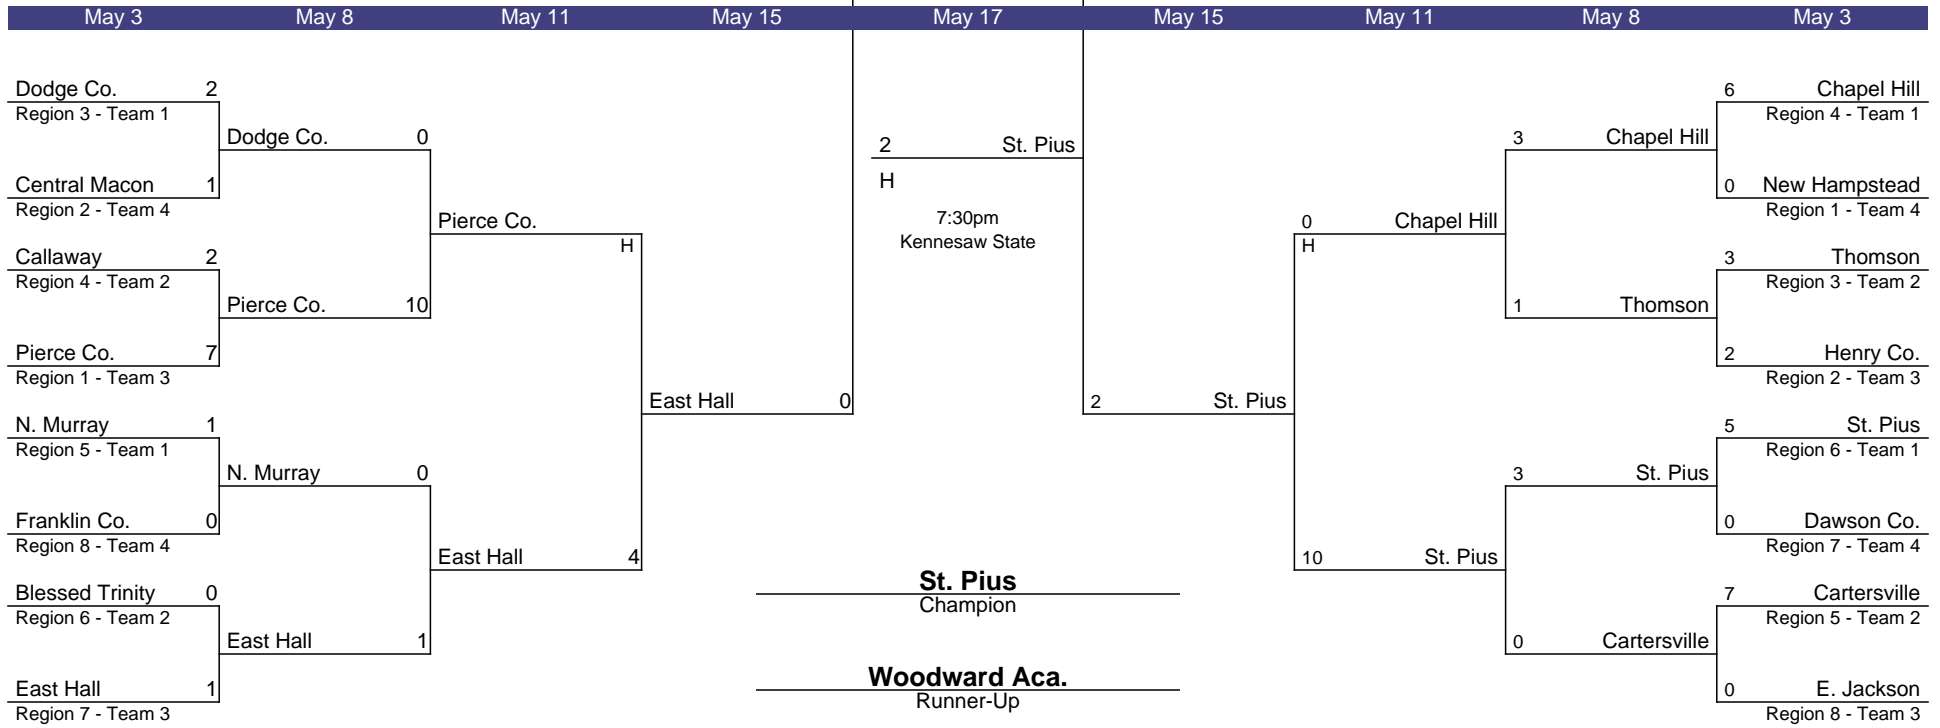 May 3 May 8 May 11 May 15 May 17 May 15 May 11 May 8 May 3
Dodge Co. 2
Region 3 - Team 1
Dodge Co. 0
Central Macon 1
Region 2 - Team 4
Pierce Co.
H
Callaway 2
Region 4 - Team 2
Pierce Co. 10
Pierce Co. 7
Region 1 - Team 3
East Hall 0
N. Murray 1
Region 5 - Team 1
N. Murray 0
Franklin Co. 0
Region 8 - Team 4
East Hall 4
Blessed Trinity 0
Region 6 - Team 2
East Hall 1
East Hall 1
Region 7 - Team 3
2 St. Pius
H
7:30pm
Kennesaw State
St. Pius
Champion
Woodward Aca.
Runner-Up
6 Chapel Hill
Region 4 - Team 1
3 Chapel Hill
0 New Hampstead
Region 1 - Team 4
0 Chapel Hill
H
3 Thomson
Region 3 - Team 2
1 Thomson
2 Henry Co.
Region 2 - Team 3
2 St. Pius
5 St. Pius
Region 6 - Team 1
3 St. Pius
0 Dawson Co.
Region 7 - Team 4
10 St. Pius
7 Cartersville
Region 5 - Team 2
0 Cartersville
0 E. Jackson
Region 8 - Team 3